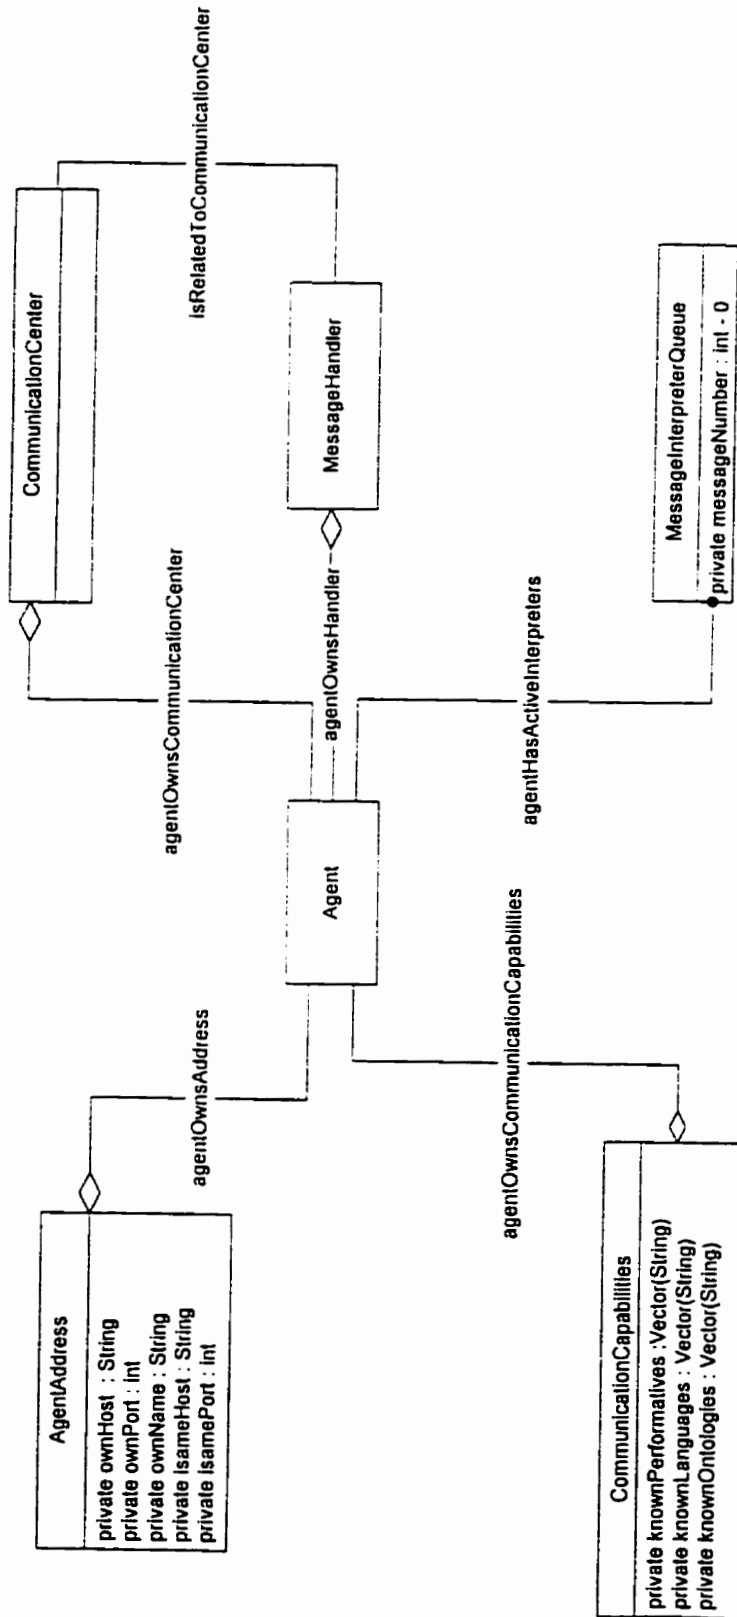 AgentAddress
private ownHost : String
private ownPort : int
private ownName : String
private IsameHost : String
private IsamePort : int
agentOwnsAddress
agentOwnsCommunicationCenter
CommunicationCenter
isRelatedToCommunicationCenter
Agent
agentOwnsHandler
MessageHandler
agentOwnsCommunicationCapabilities
agentHasActiveInterpreters
CommunicationCapabilities
private knownPerformatives :Vector(String)
private knownLanguages : Vector(String)
private knownOntologies : Vector(String)
MessageInterpreterQueue
private messageNumber : int - 0